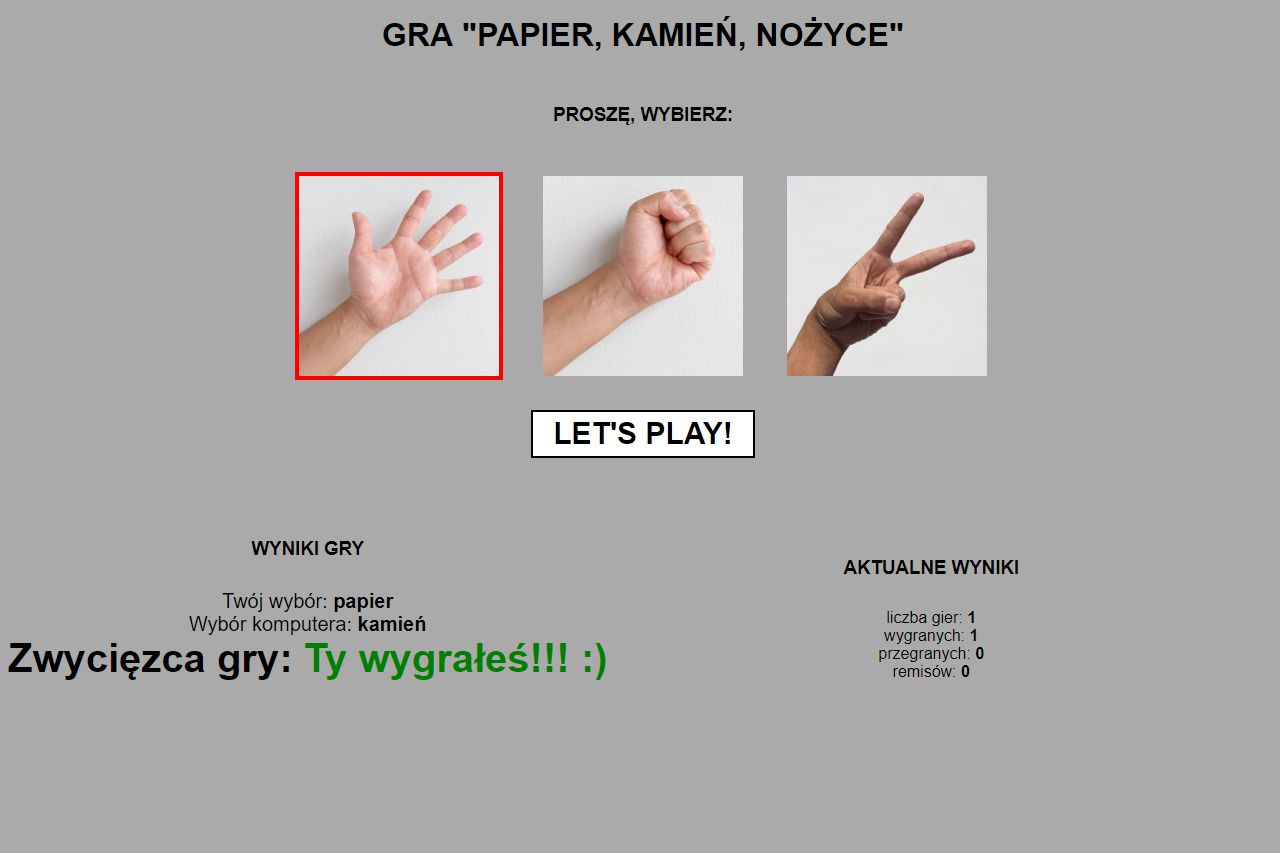 GRA "PAPIER, KAMIEŃ, NOŻYCE"
PROSZĘ, WYBIERZ:
LET'S PLAY!
WYNIKI GRY
Twój wybór: papier
Wybór komputera: kamień
Zwycięzca gry: Ty wygrałeś!!! :)
AKTUALNE WYNIKI
liczba gier: 1
wygranych: 1
przegranych: 0
remisów: 0